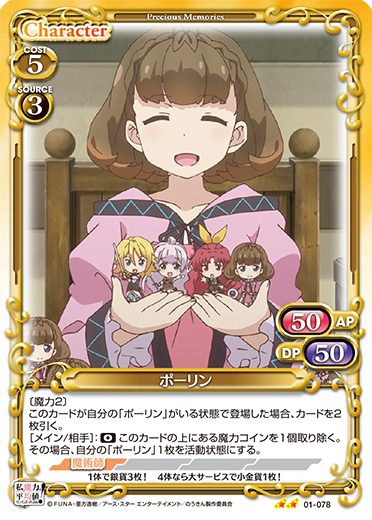 Precious Memories
Character
COST
5
SOURCE
3
50 AP
DP 50
ポーリン
〔魔力2〕
このカードが自分の「ポーリン」がいる状態で登場した場合、カードを2
枚引く。
［メイン/相手］：0 このカードの上にある魔力コインを1個取り除く。
その場合、自分の「ポーリン」1枚を活動状態にする。
魔術師
1体で銀貨3枚！ 4体なら大サービスで小金貨1枚！
私、能力は
平均値
01-078
©FUNA・亜方逸樹／アース・スター エンターテイメント／のうきん製作委員会